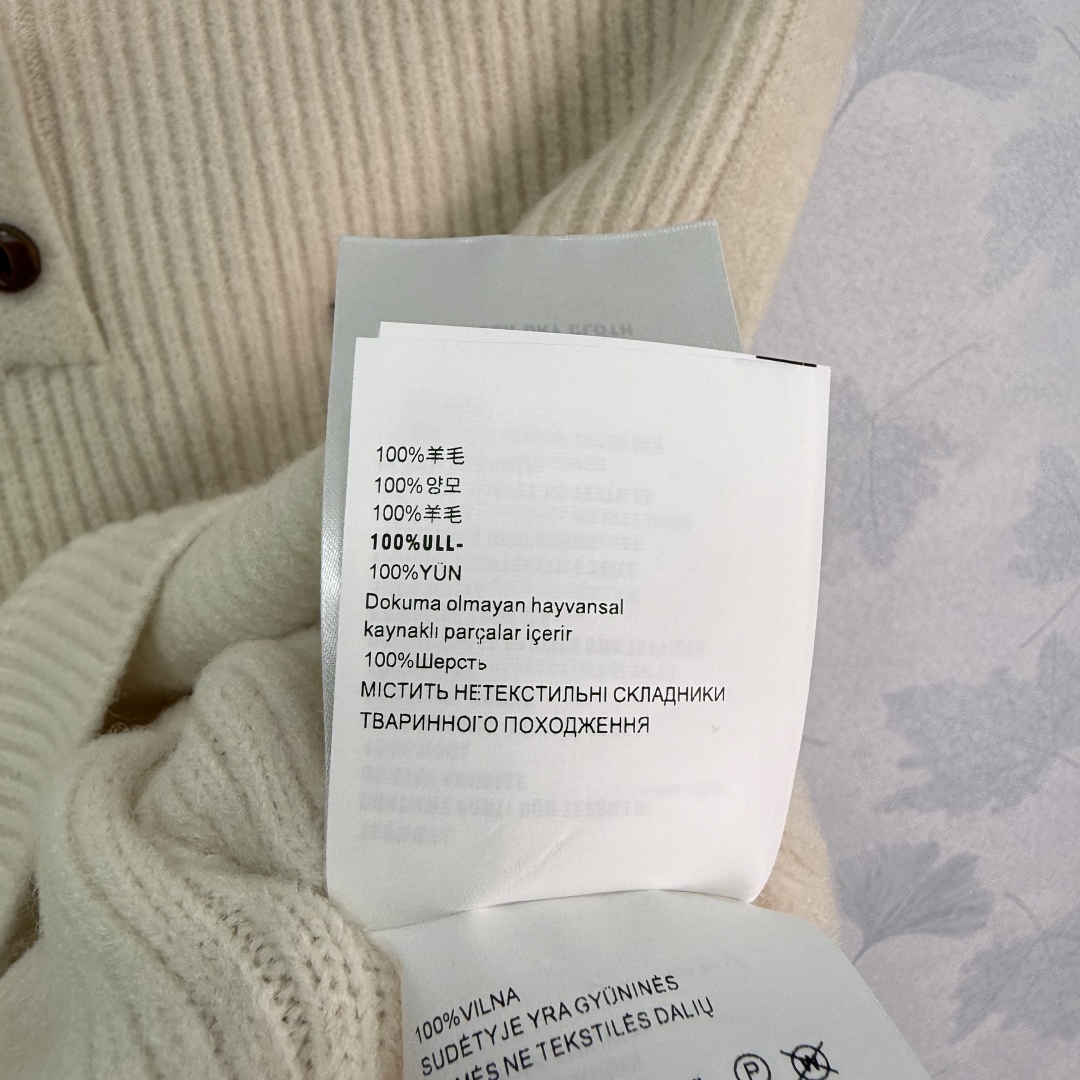 100%羊毛
100%양모
100%羊毛
100%ULL-
100%YÜN
Dokuma olmayan hayvansal
kaynaklı parçalar içerir
100%Шерсть
МІСТИТЬ НЕТЕКСТИЛЬНІ СКЛАДНИКИ
ТВАРИННОГО ПОХОДЖЕННЯ
100%VILNA
SUDĖTYJE YRA GYŪNINĖS
NE TEKSTILĖS DALIŲ
P W